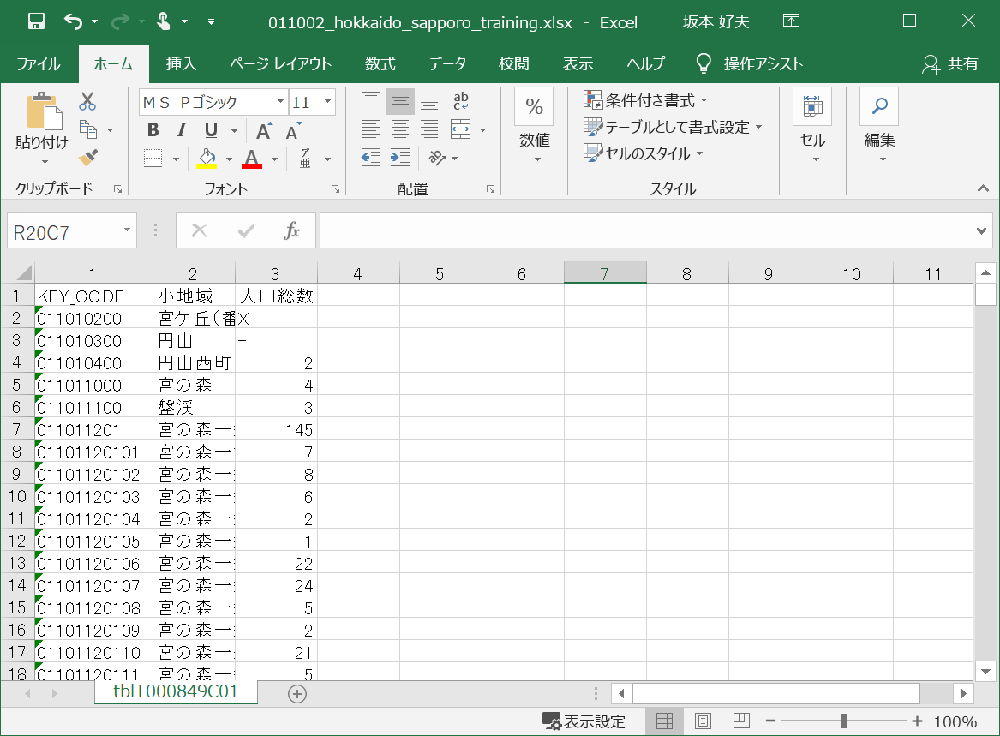 011002_hokkaido_sapporo_training.xlsx - Excel 坂本 好夫
ファイル ホーム 挿入 ページ レイアウト 数式 データ 校閲 表示 ヘルプ 操作アシスト 共有
貼り付け
クリップボード
ＭＳ Ｐゴシック 11
B I U A A A 亜
フォント
ab
配置
%
数値
条件付き書式
テーブルとして書式設定
セルのスタイル
スタイル
セル
編集
R20C7 fx
1 2 3 4 5 6 7 8 9 10 11
1 KEY_CODE 小地域 人口総数
2 011010200 宮ケ丘(番 X
3 011010300 円山 -
4 011010400 円山西町 2
5 011011000 宮の森 4
6 011011100 盤渓 3
7 011011201 宮の森一 145
8 01101120101 宮の森一 7
9 01101120102 宮の森一 8
10 01101120103 宮の森一 6
11 01101120104 宮の森一 2
12 01101120105 宮の森一 1
13 01101120106 宮の森一 22
14 01101120107 宮の森一 24
15 01101120108 宮の森一 5
16 01101120109 宮の森一 2
17 01101120110 宮の森一 21
18 01101120111 宮の森一 5
tblT000849C01
表示設定 100%